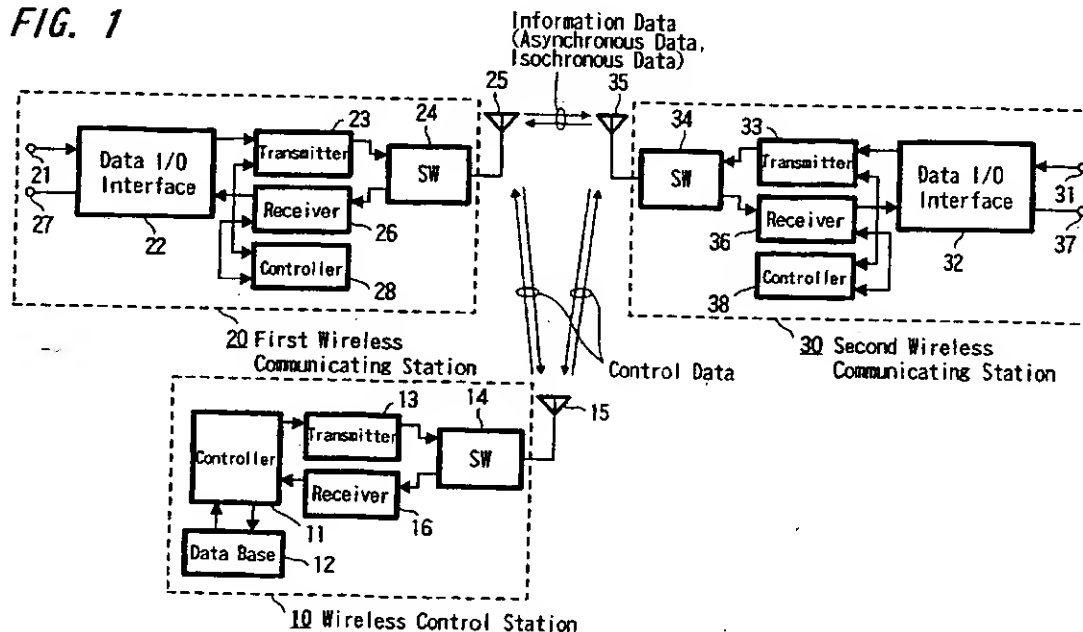 FIG. 1
Information Data
(Asynchronous Data,
Isochronous Data)
25
35
23
24
34
33
21
27
Data I/O
Interface
22
Transmitter
SW
Receiver
26
Controller
28
SW
Transmitter
Receiver
36
Controller
38
Data I/O
Interface
32
31
37
20 First Wireless
Communicating Station
30 Second Wireless
Communicating Station
Control Data
13
14
15
Controller
11
Transmitter
SW
Receiver
16
Data Base
12
10 Wireless Control Station